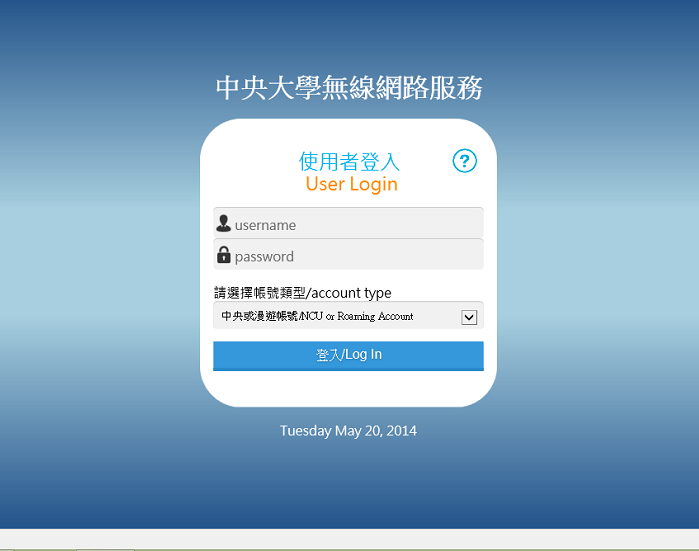 中央大學無線網路服務
使用者登入
?
User Login
username
password
請選擇帳號類型/account type
中央或漫遊帳號/NCU or Roaming Account
登入/Log In
Tuesday May 20, 2014